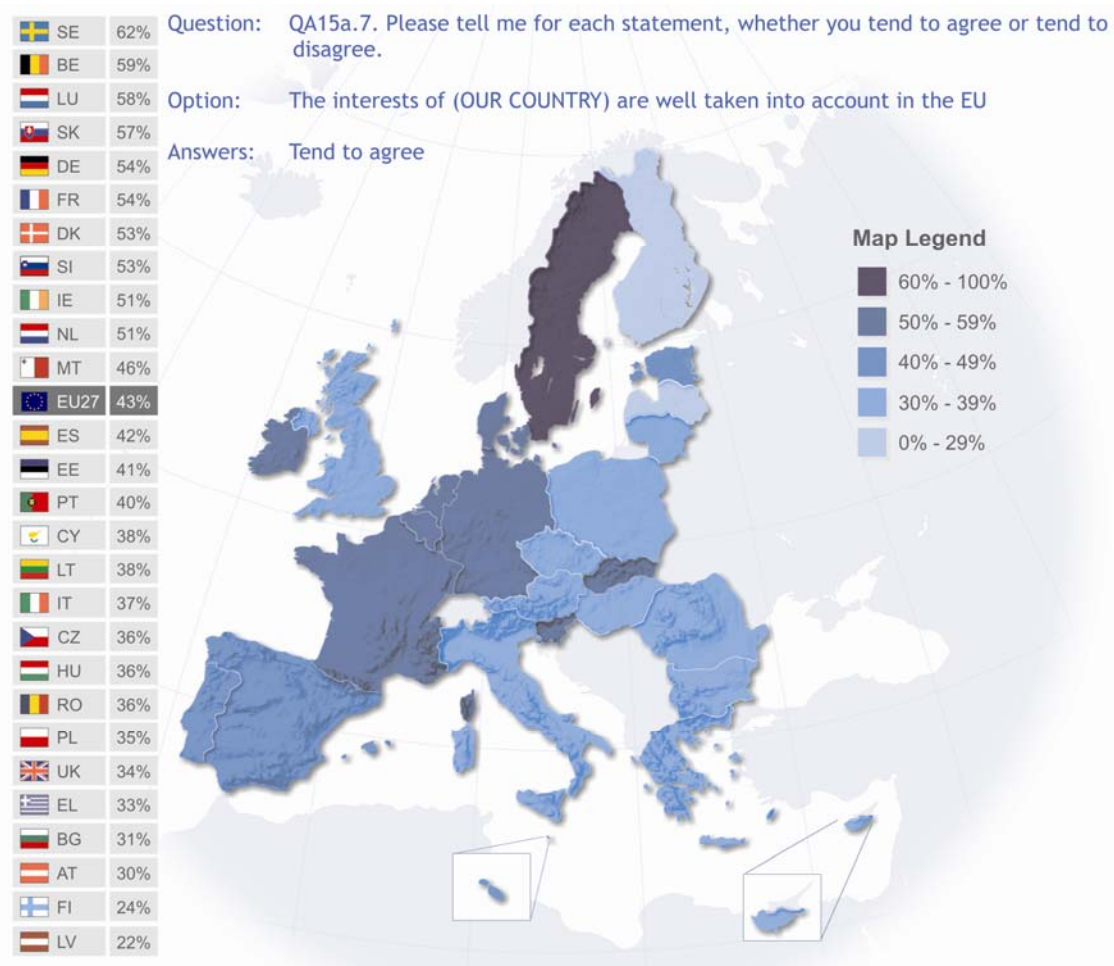 Question: QA15a.7. Please tell me for each statement, whether you tend to agree or tend to
disagree.
Option: The interests of (OUR COUNTRY) are well taken into account in the EU
Answers: Tend to agree
SE 62%
BE 59%
LU 58%
SK 57%
DE 54%
FR 54%
DK 53%
SI 53%
IE 51%
NL 51%
MT 46%
EU27 43%
ES 42%
EE 41%
PT 40%
CY 38%
LT 38%
IT 37%
CZ 36%
HU 36%
RO 36%
PL 35%
UK 34%
EL 33%
BG 31%
AT 30%
FI 24%
LV 22%
Map Legend
60% - 100%
50% - 59%
40% - 49%
30% - 39%
0% - 29%